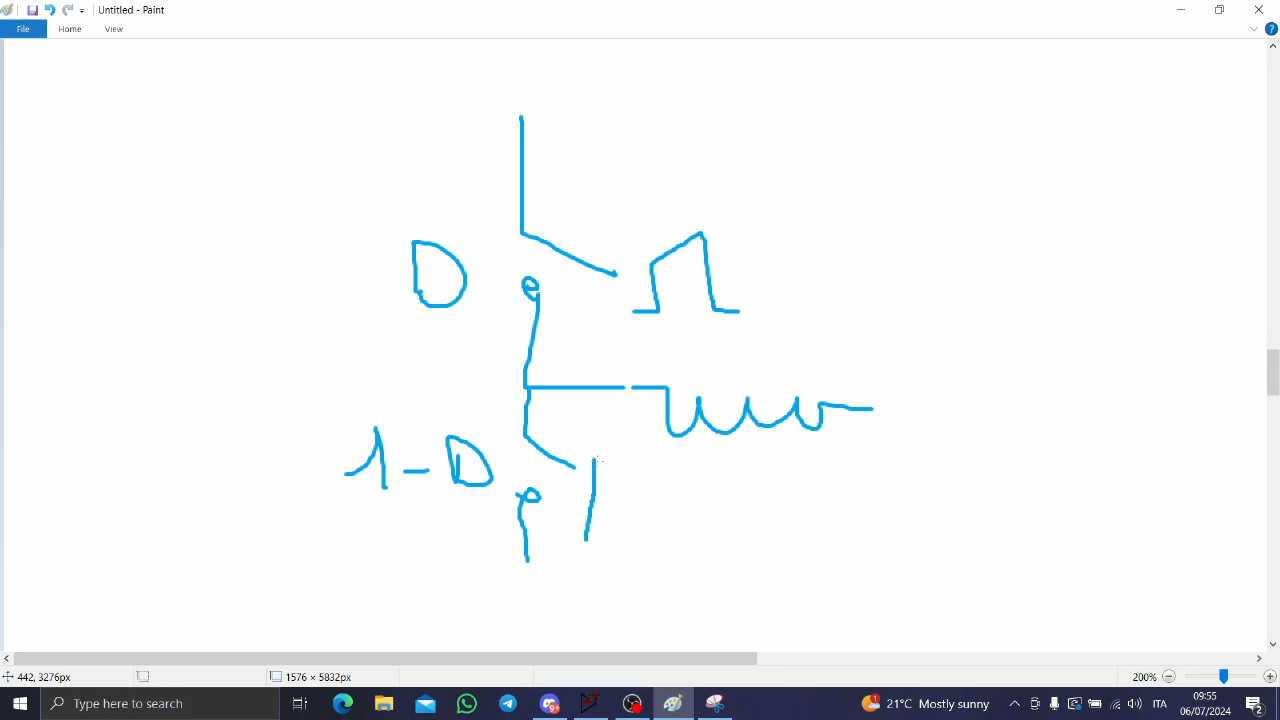 Untitled - Paint
File
Home
View
D
1-D
442, 3276px
1576 × 5832px
200%
Type here to search
21°C Mostly sunny
ITA
09:55
06/07/2024
2